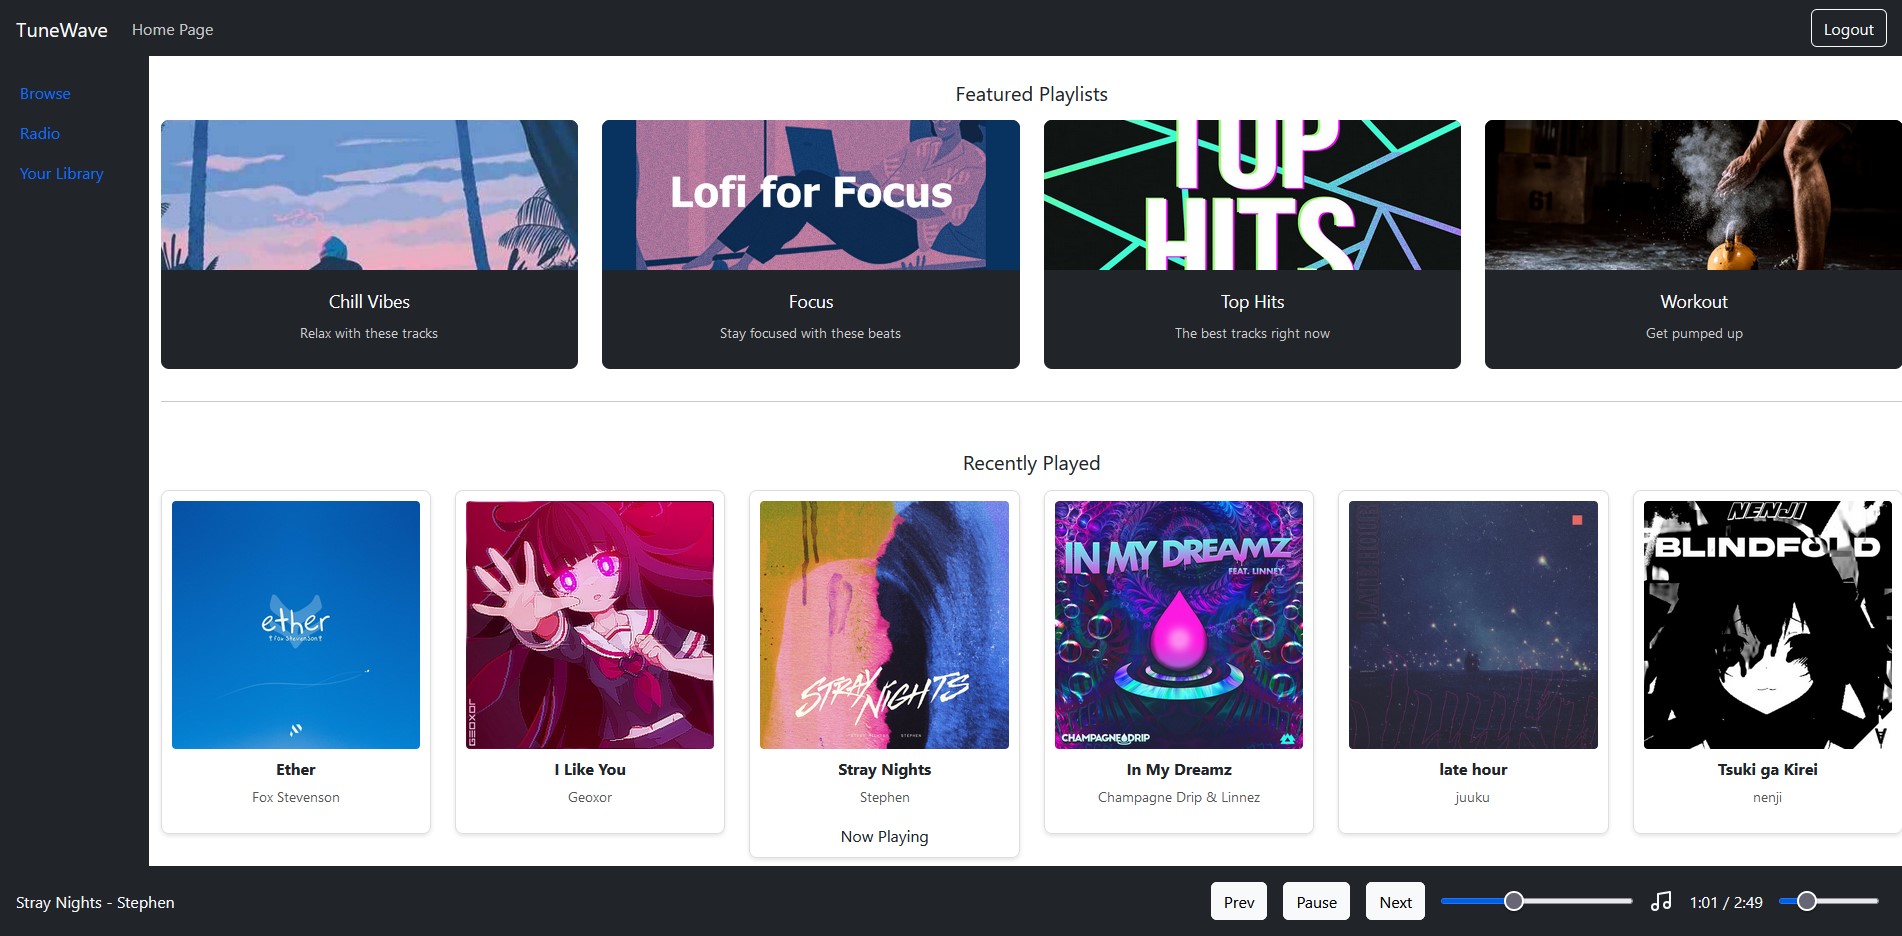 TuneWave
Home Page
Logout
Browse
Radio
Your Library
Featured Playlists
Lofi for Focus
TOP
HITS
61
Chill Vibes
Relax with these tracks
Focus
Stay focused with these beats
Top Hits
The best tracks right now
Workout
Get pumped up
Recently Played
ether
Fox Stevenson
GEOXOR
STRAY NIGHTS
STEPHEN
IN MY DREAMZ
FEAT. LINNEY
CHAMPAGNE DRIP
NENJI
BLINDFOLD
Ether
Fox Stevenson
I Like You
Geoxor
Stray Nights
Stephen
Now Playing
In My Dreamz
Champagne Drip & Linnez
late hour
juuku
Tsuki ga Kirei
nenji
Stray Nights - Stephen
Prev
Pause
Next
1:01 / 2:49